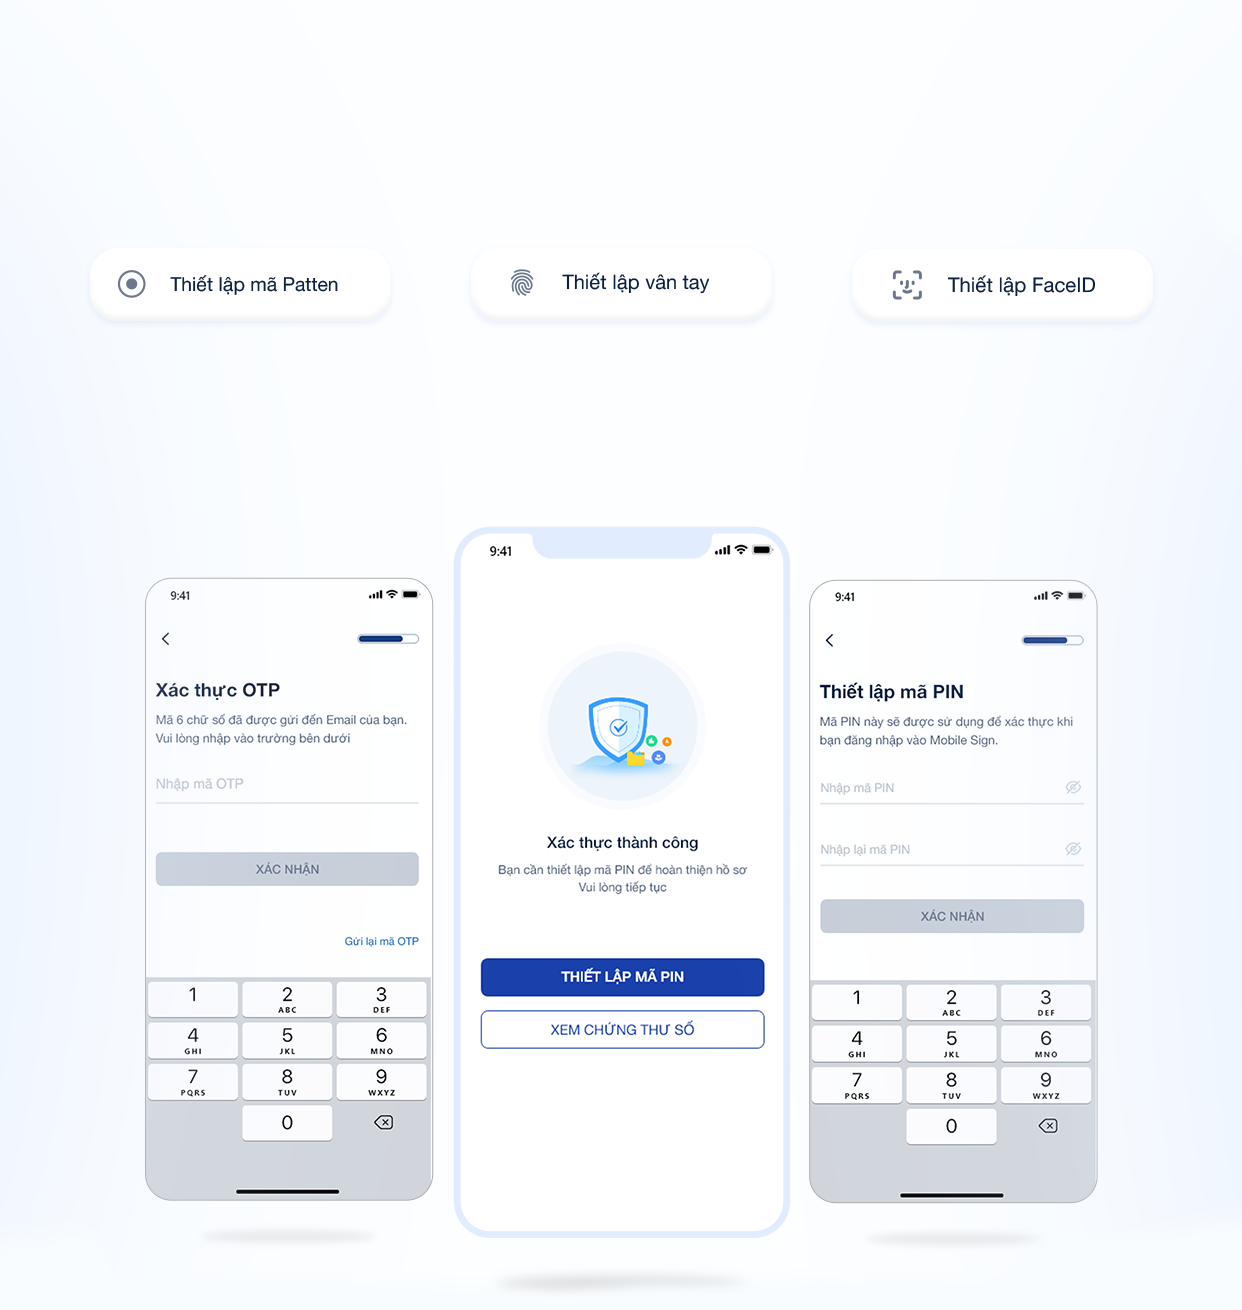 Thiết lập mã Patten
Thiết lập vân tay
Thiết lập FaceID
9:41
Xác thực OTP
Mã 6 chữ số đã được gửi đến Email của bạn.
Vui lòng nhập vào trường bên dưới
Nhập mã OTP
XÁC NHẬN
Gửi lại mã OTP
1
2
ABC
3
DEF
4
GHI
5
JKL
6
MNO
7
PQRS
8
TUV
9
WXYZ
0
9:41
Xác thực thành công
Bạn cần thiết lập mã PIN để hoàn thiện hồ sơ
Vui lòng tiếp tục
THIẾT LẬP MÃ PIN
XEM CHỨNG THƯ SỐ
9:41
Thiết lập mã PIN
Mã PIN này sẽ được sử dụng để xác thực khi
bạn đăng nhập vào Mobile Sign.
Nhập mã PIN
Nhập lại mã PIN
XÁC NHẬN
1
2
ABC
3
DEF
4
GHI
5
JKL
6
MNO
7
PQRS
8
TUV
9
WXYZ
0